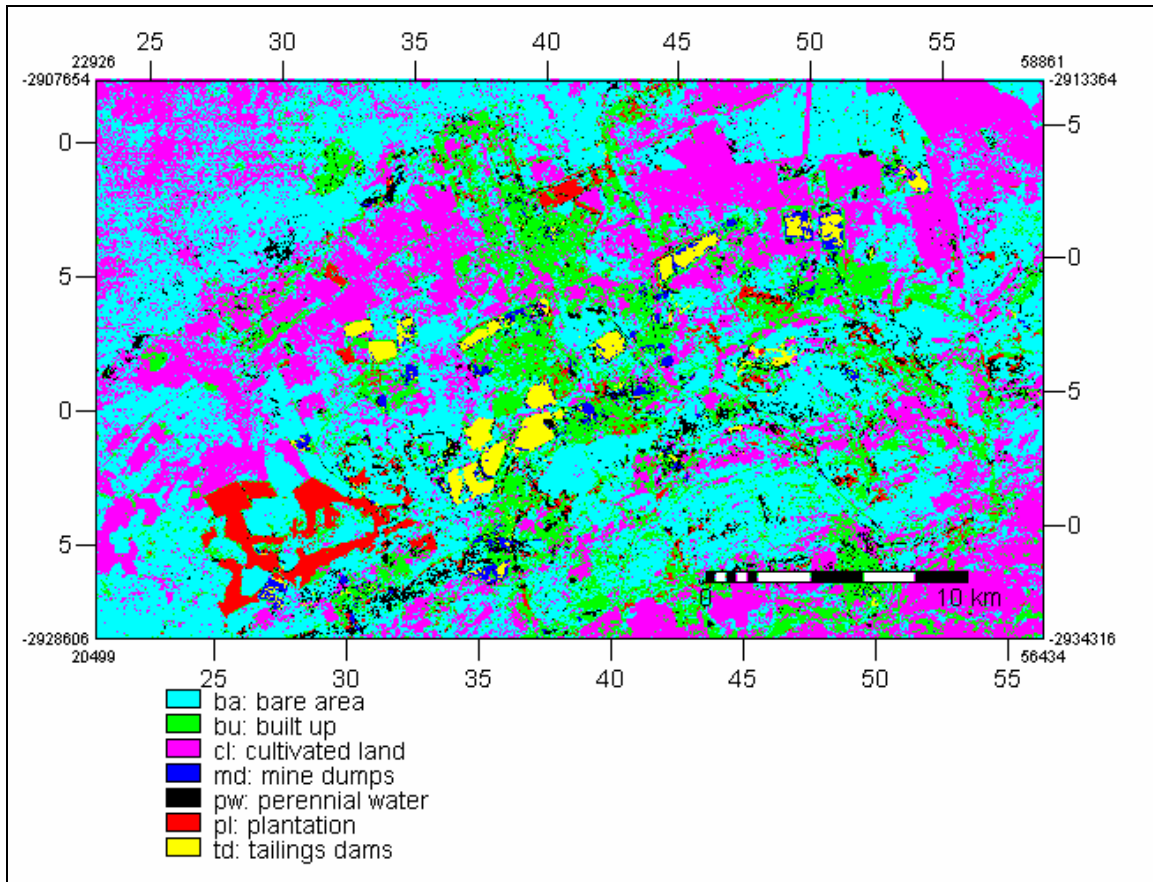 25 30 35 40 45 50 55
22926 58861
-2907654 -2913364
0 5
5 0
0 5
5 0
0 10 km
-2928606 -2934316
20499 56434
25 30 35 40 45 50 55
ba: bare area
bu: built up
cl: cultivated land
md: mine dumps
pw: perennial water
pl: plantation
td: tailings dams